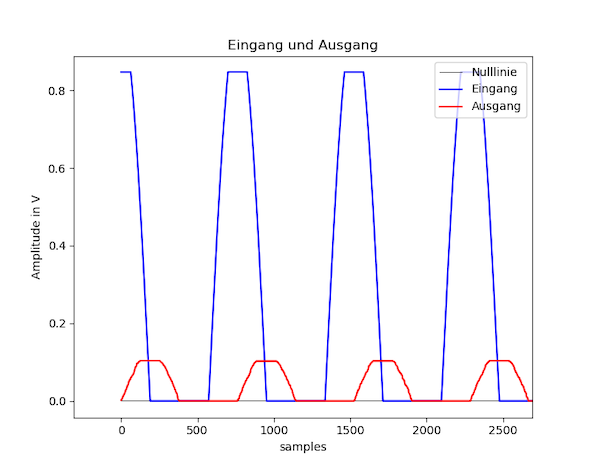 Eingang und Ausgang
Nulllinie
Eingang
Ausgang
Amplitude in V
0.8
0.6
0.4
0.2
0.0
0 500 1000 1500 2000 2500
samples